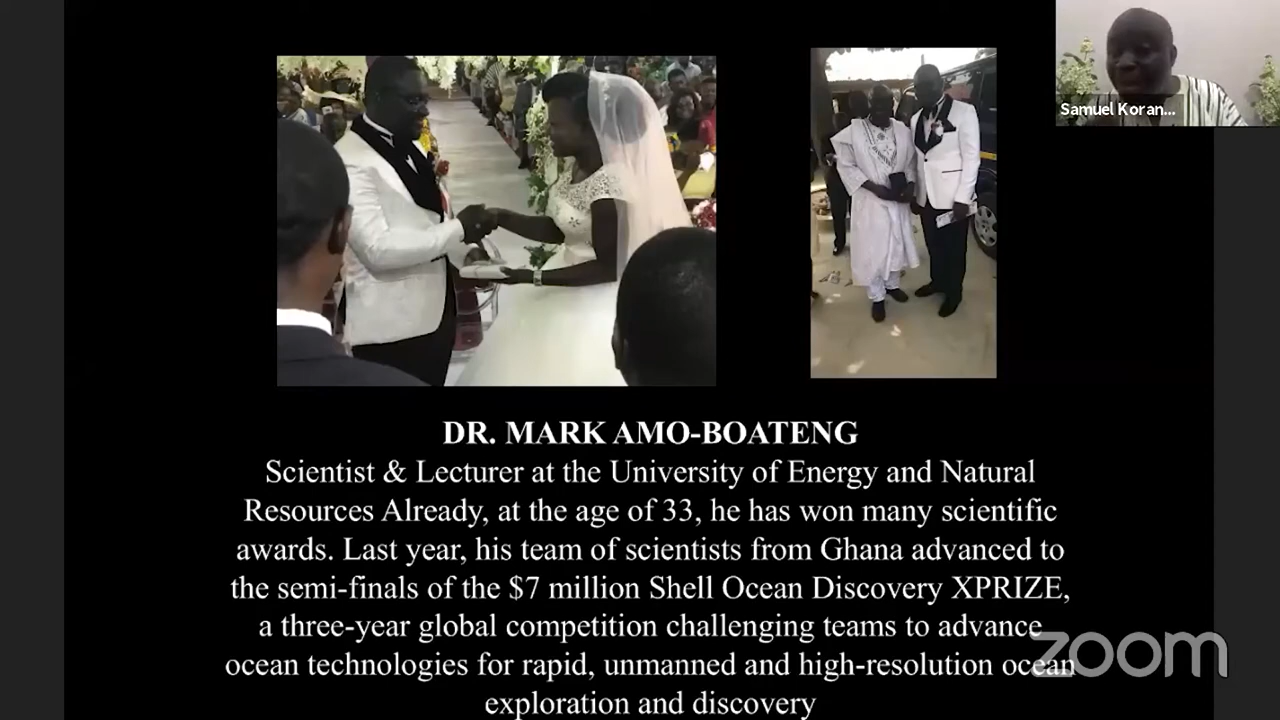 Samuel Koran...
DR. MARK AMO-BOATENG
Scientist & Lecturer at the University of Energy and Natural
Resources Already, at the age of 33, he has won many scientific
awards. Last year, his team of scientists from Ghana advanced to
the semi-finals of the $7 million Shell Ocean Discovery XPRIZE,
a three-year global competition challenging teams to advance
ocean technologies for rapid, unmanned and high-resolution ocean
exploration and discovery
zoom